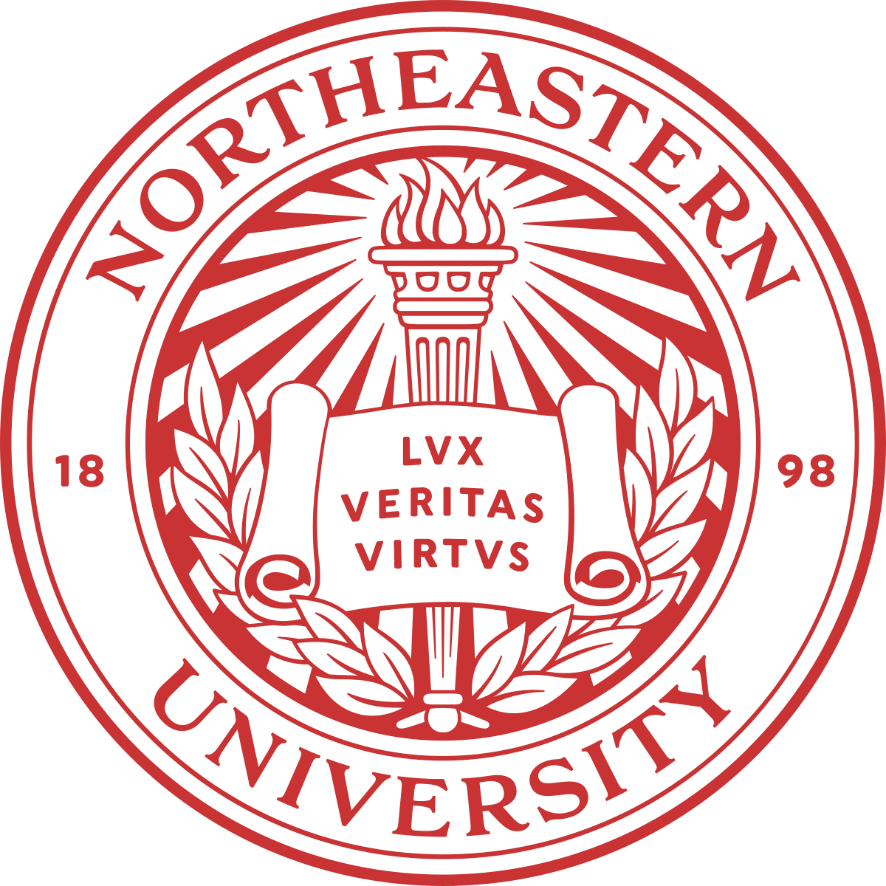 NORTHEASTERN
18 98
LVX
VERITAS
VIRTVS
UNIVERSITY